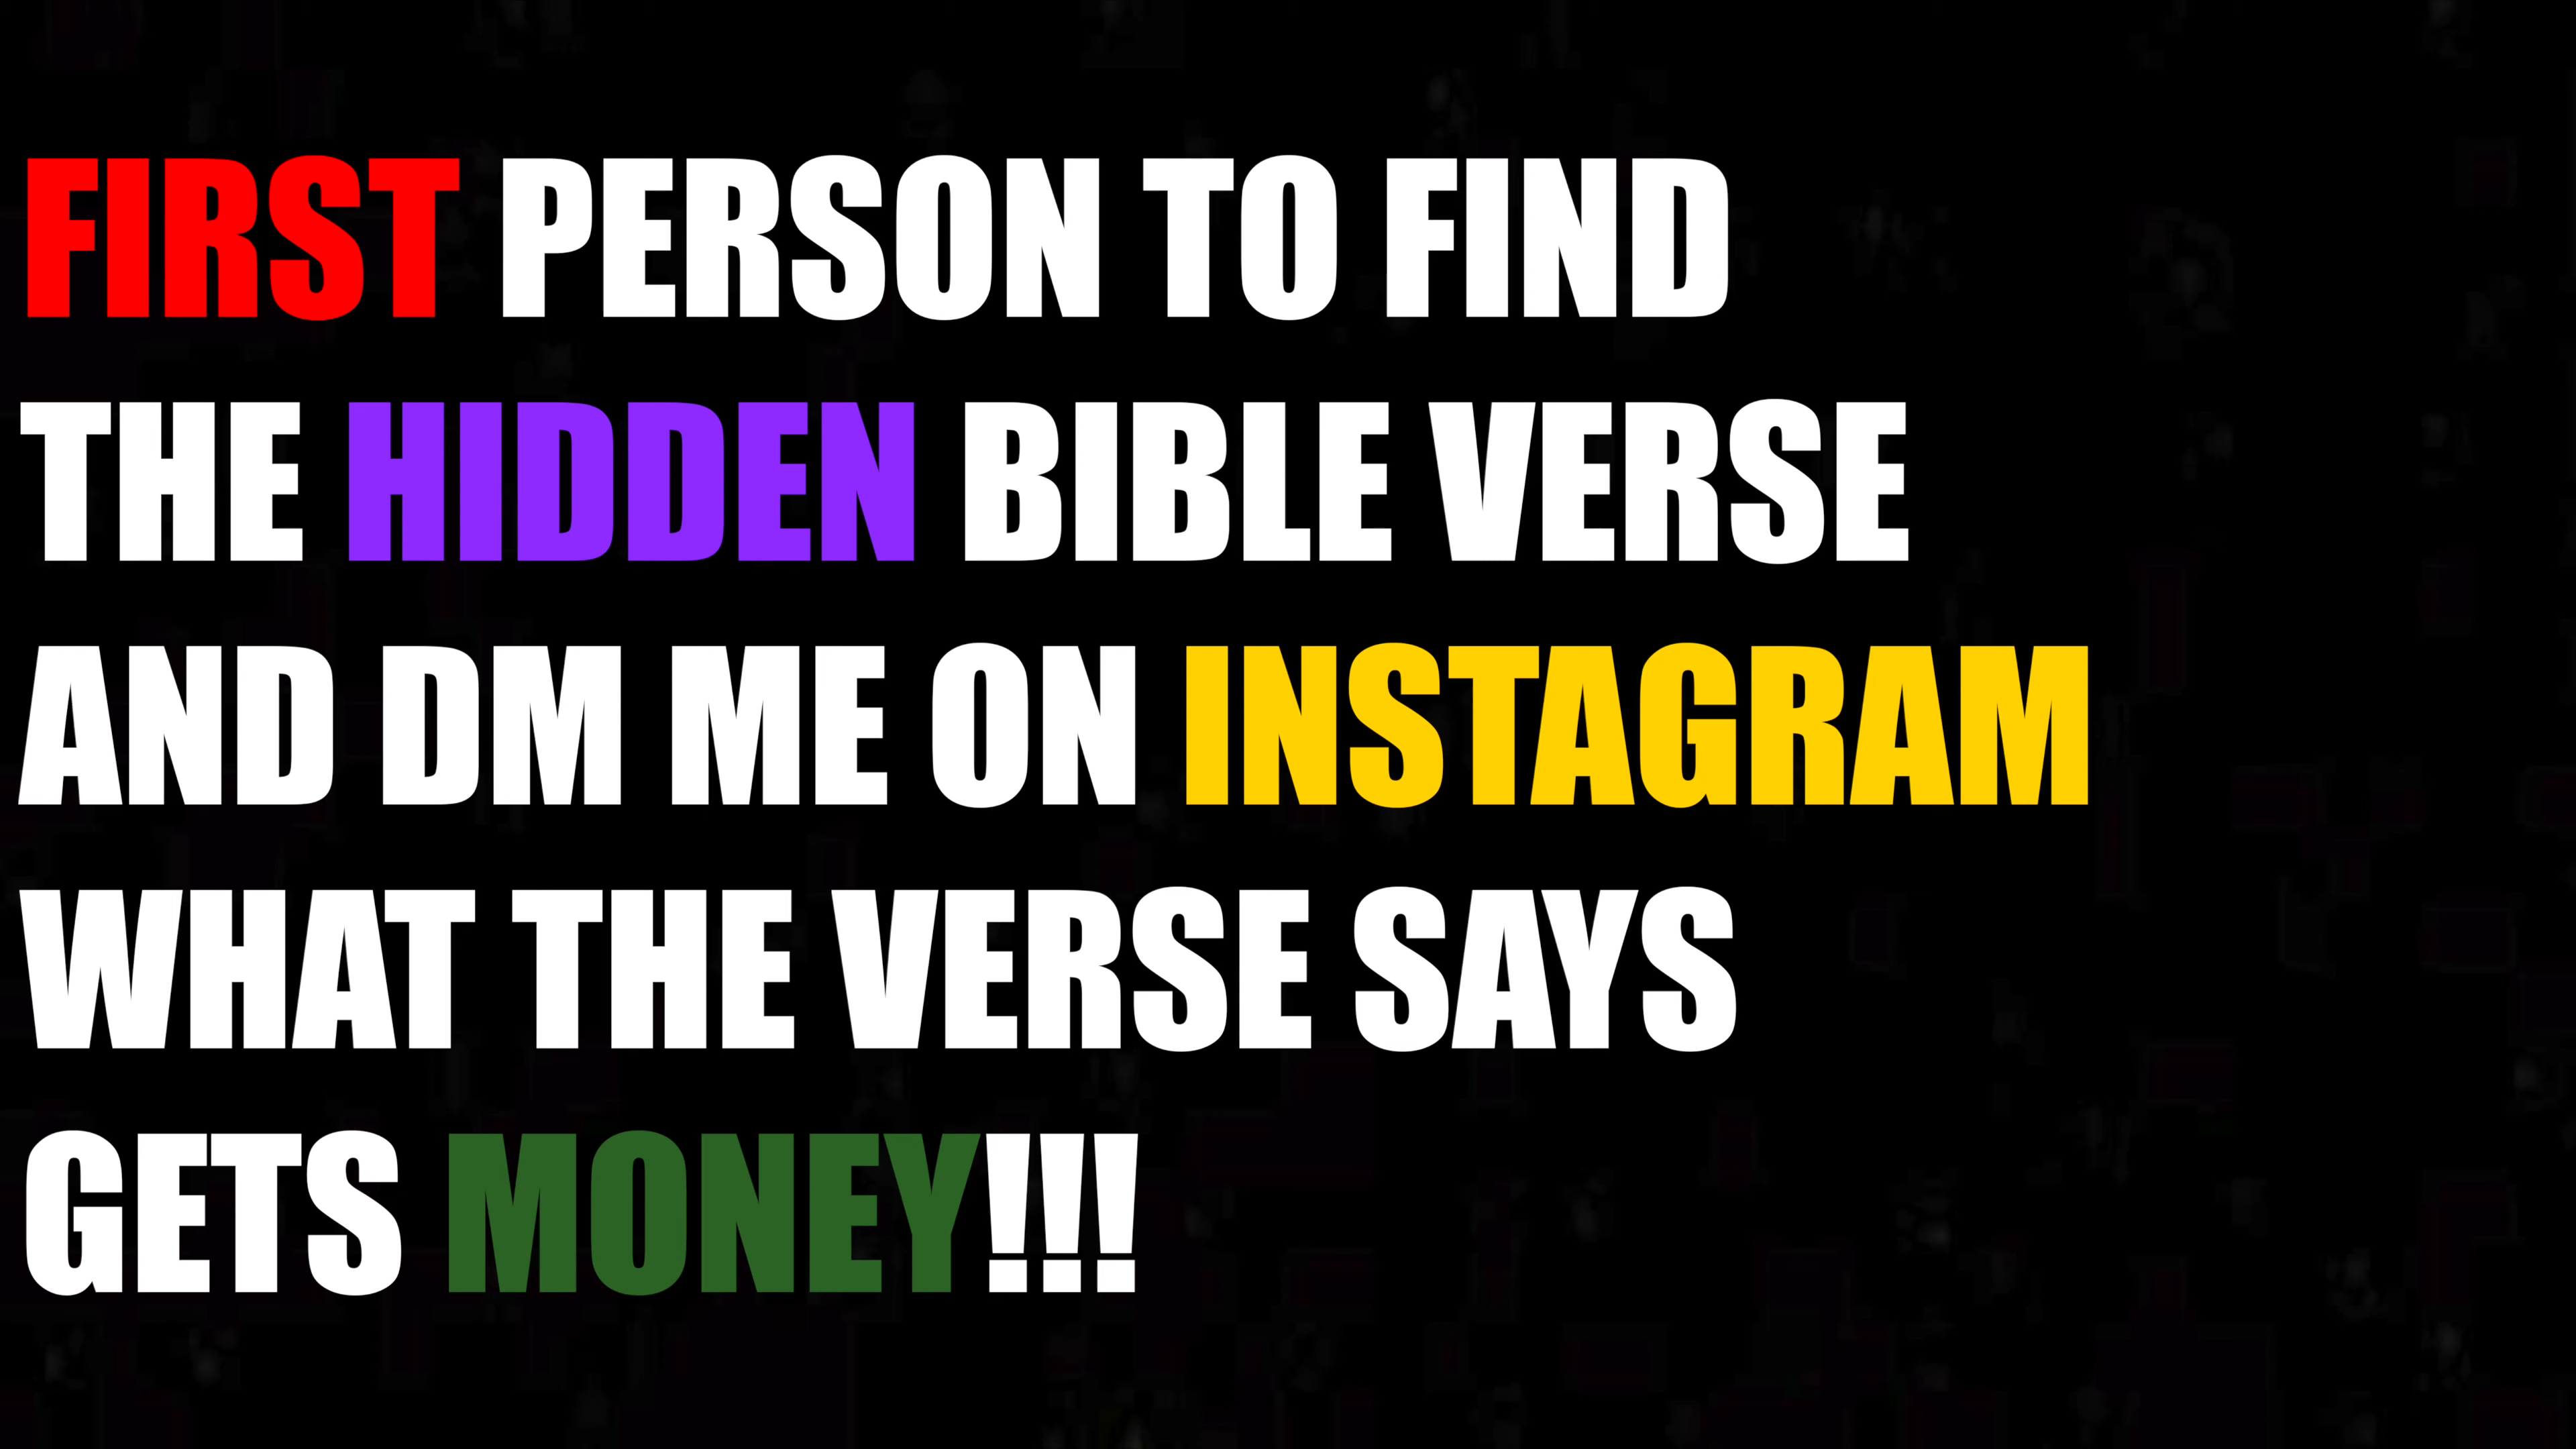 FIRST PERSON TO FIND
THE HIDDEN BIBLE VERSE
AND DM ME ON INSTAGRAM
WHAT THE VERSE SAYS
GETS MONEY!!!